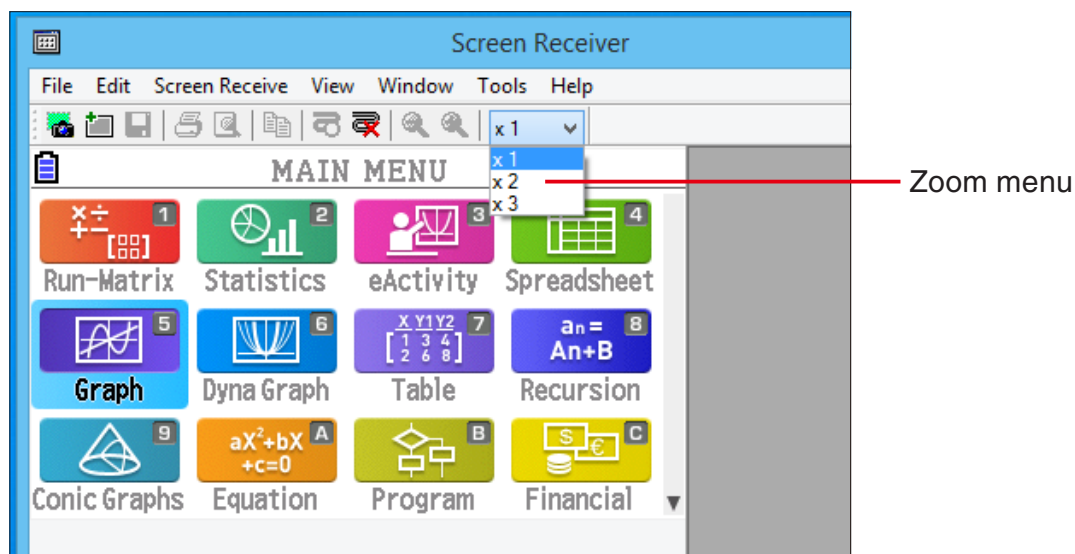 Screen Receiver
File Edit Screen Receive View Window Tools Help
x 1
MAIN MENU
x 1
x 2
x 3
Zoom menu
×÷+− [ ] 1
2
3
4
Run-Matrix Statistics eActivity Spreadsheet
5
6
X Y1 Y2 7
1 3 4
2 6 8
an= 8
An+B
Graph Dyna Graph Table Recursion
9
aX²+bX A
+c=0
B
$ € C
Conic Graphs Equation Program Financial